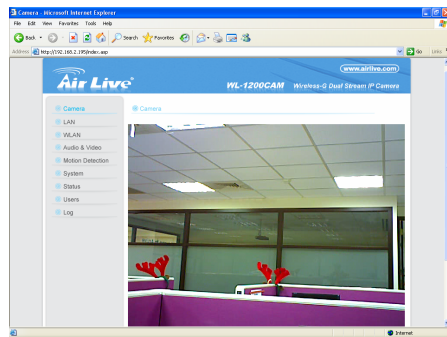 Camera - Microsoft Internet Explorer
File Edit View Favorites Tools Help
Back Search Favorites
Address http://192.168.2.195/index.asp Go Links
www.airlive.com
Air Live
WL-1200CAM Wireless-G Dual Stream IP Camera
Camera
Camera
LAN
WLAN
Audio & Video
Motion Detection
System
Status
Users
Log
Internet